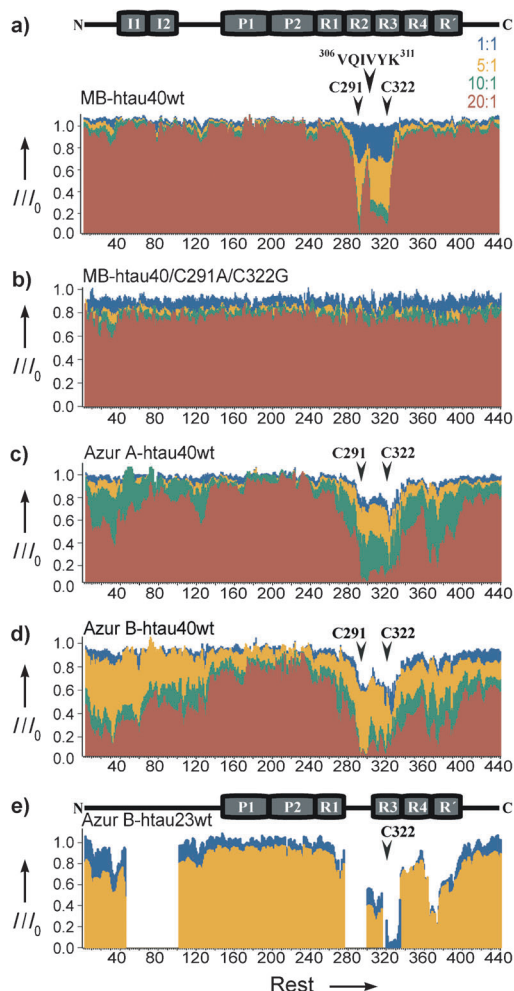 a)
N I1 I2 P1 P2 R1 R2 R3 R4 R´ C
306 VQIVYK 311
1:1
5:1
10:1
20:1
C291 C322
MB-htau40wt
I/I0
1.0
0.8
0.6
0.4
0.2
0.0
40 80 120 160 200 240 280 320 360 400 440
b) MB-htau40/C291A/C322G
I/I0
1.0
0.8
0.6
0.4
0.2
0.0
40 80 120 160 200 240 280 320 360 400 440
c) Azur A-htau40wt C291 C322
I/I0
1.0
0.8
0.6
0.4
0.2
0.0
40 80 120 160 200 240 280 320 360 400 440
d) Azur B-htau40wt C291 C322
I/I0
1.0
0.8
0.6
0.4
0.2
0.0
40 80 120 160 200 240 280 320 360 400 440
e)
N P1 P2 R1 R3 R4 R´ C
Azur B-htau23wt C322
I/I0
1.0
0.8
0.6
0.4
0.2
0.0
40 80 120 160 200 240 280 320 360 400 440
Rest